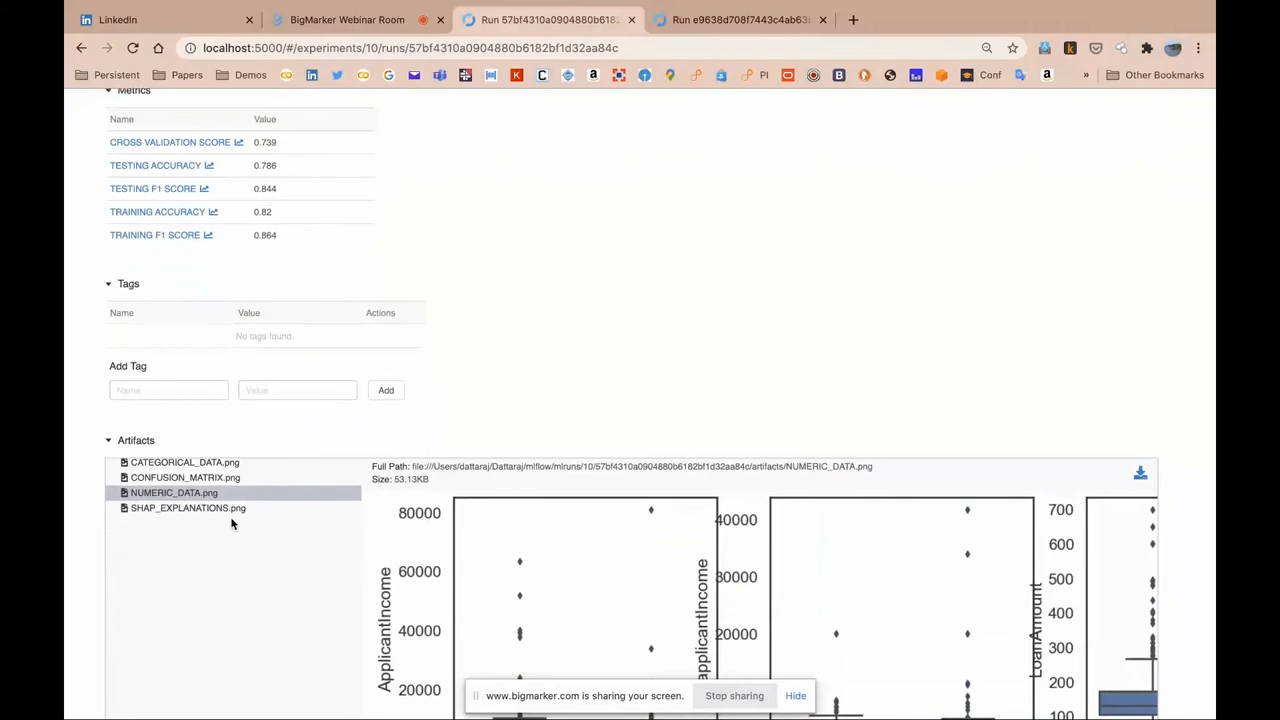 LinkedIn
BigMarker Webinar Room
Run 57bf4310a0904880b6182
Run e9638d708f7443c4ab63
localhost:5000/#/experiments/10/runs/57bf4310a0904880b6182bf1d32aa84c
Persistent
Papers
Demos
PI
Conf
»
Other Bookmarks
Metrics
Name Value
CROSS VALIDATION SCORE 0.739
TESTING ACCURACY 0.786
TESTING F1 SCORE 0.844
TRAINING ACCURACY 0.82
TRAINING F1 SCORE 0.864
Tags
Name Value Actions
No tags found.
Add Tag
Name Value Add
Artifacts
CATEGORICAL_DATA.png
CONFUSION_MATRIX.png
NUMERIC_DATA.png
SHAP_EXPLANATIONS.png
Full Path: file:///Users/dattaraj/Dattaraj/mlflow/mlruns/10/57bf4310a0904880b6182bf1d32aa84c/artifacts/NUMERIC_DATA.png
Size: 53.13KB
80000
60000
40000
20000
ApplicantIncome
40000
30000
20000
applicantIncome
700
600
500
400
300
200
100
LoanAmount
www.bigmarker.com is sharing your screen. Stop sharing Hide